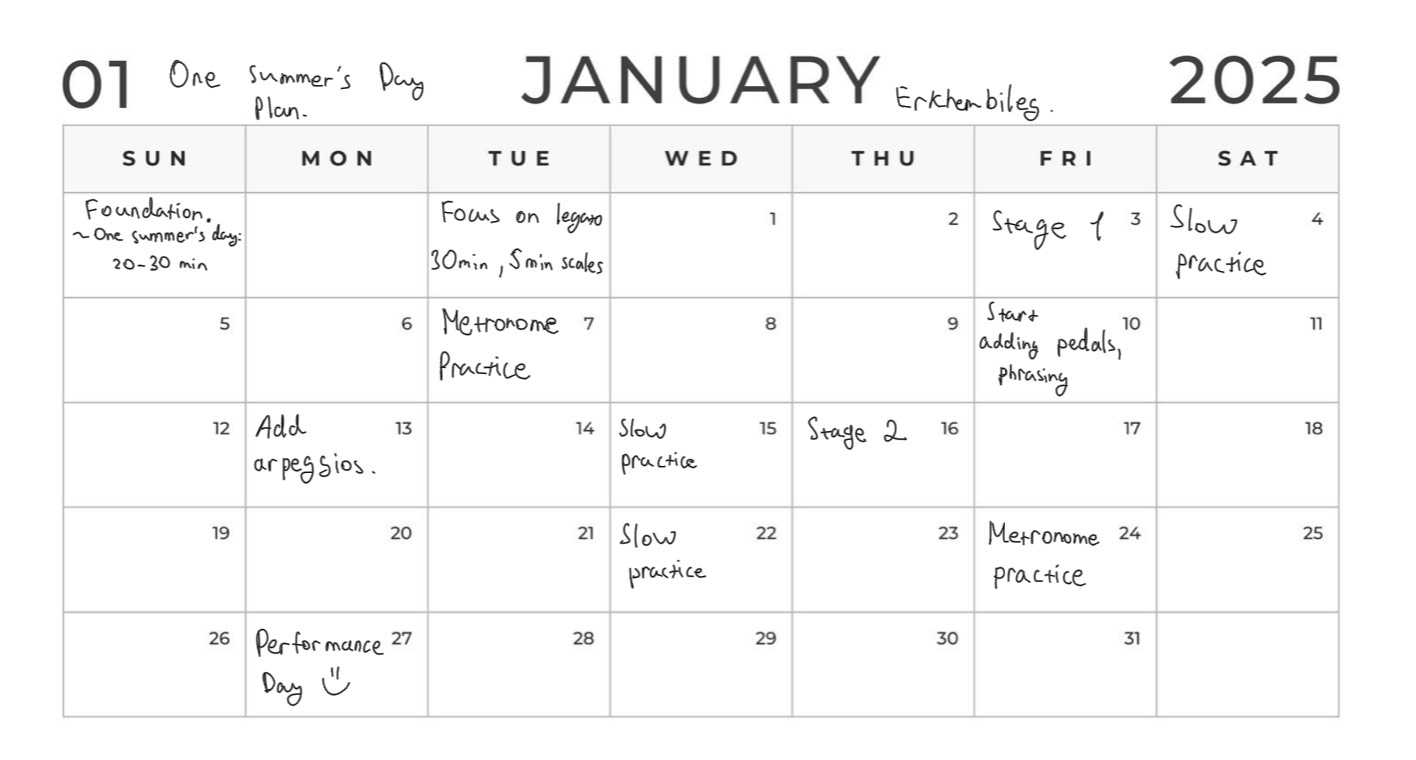 01 One summer's Day JANUARY Erkhembileg. 2025
Plan.
SUN MON TUE WED THU FRI SAT
Foundation.
~ One summer's day:
20-30 min
Focus on legato
30min, 5min scales
1
2
Stage 1 3
Slow 4
practice
5
6
Metronome 7
Practice
8
9
Start
adding pedals, 10
phrasing
11
12
Add 13
arpeggios.
14
Slow 15
practice
Stage 2 16
17
18
19
20
21
Slow 22
practice
23
Metronome 24
practice
25
26
Performance 27
Day
28
29
30
31